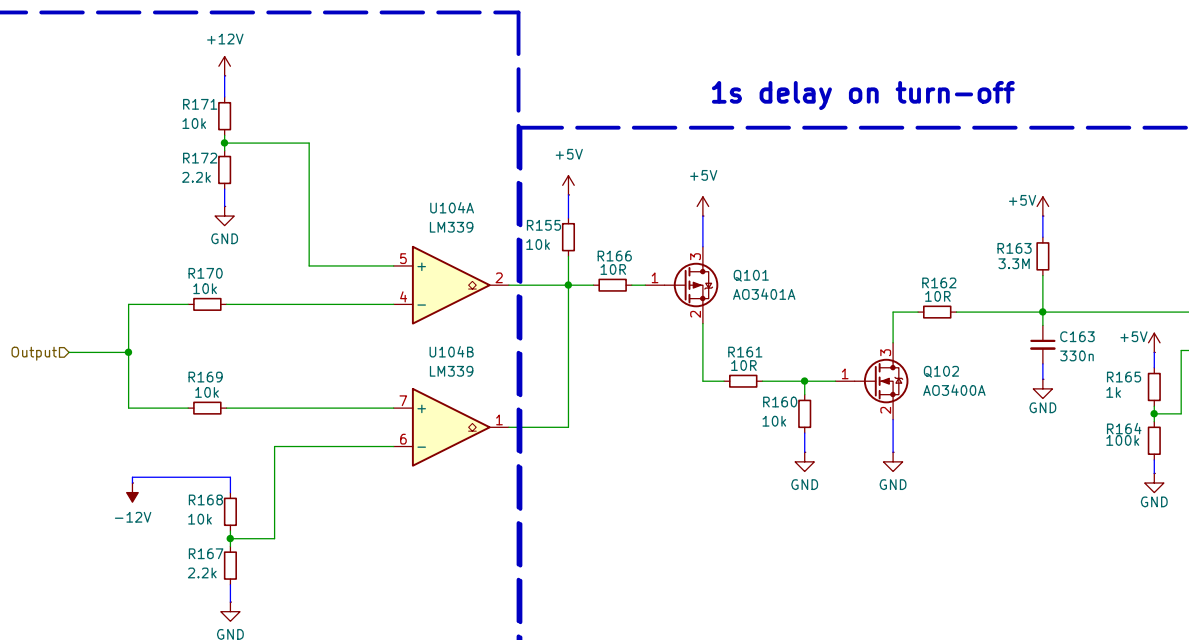 1s delay on turn-off
+12V
R171
10k
R172
2.2k
GND
U104A
LM339
5
+
4
−
2
R170
10k
Output
R169
10k
U104B
LM339
7
+
6
−
1
-12V
R168
10k
R167
2.2k
GND
+5V
R155
10k
R166
10R
+5V
3
1
2
Q101
AO3401A
R161
10R
R160
10k
GND
1
3
2
Q102
AO3400A
GND
R162
10R
+5V
R163
3.3M
C163
330n
GND
+5V
R165
1k
R164
100k
GND